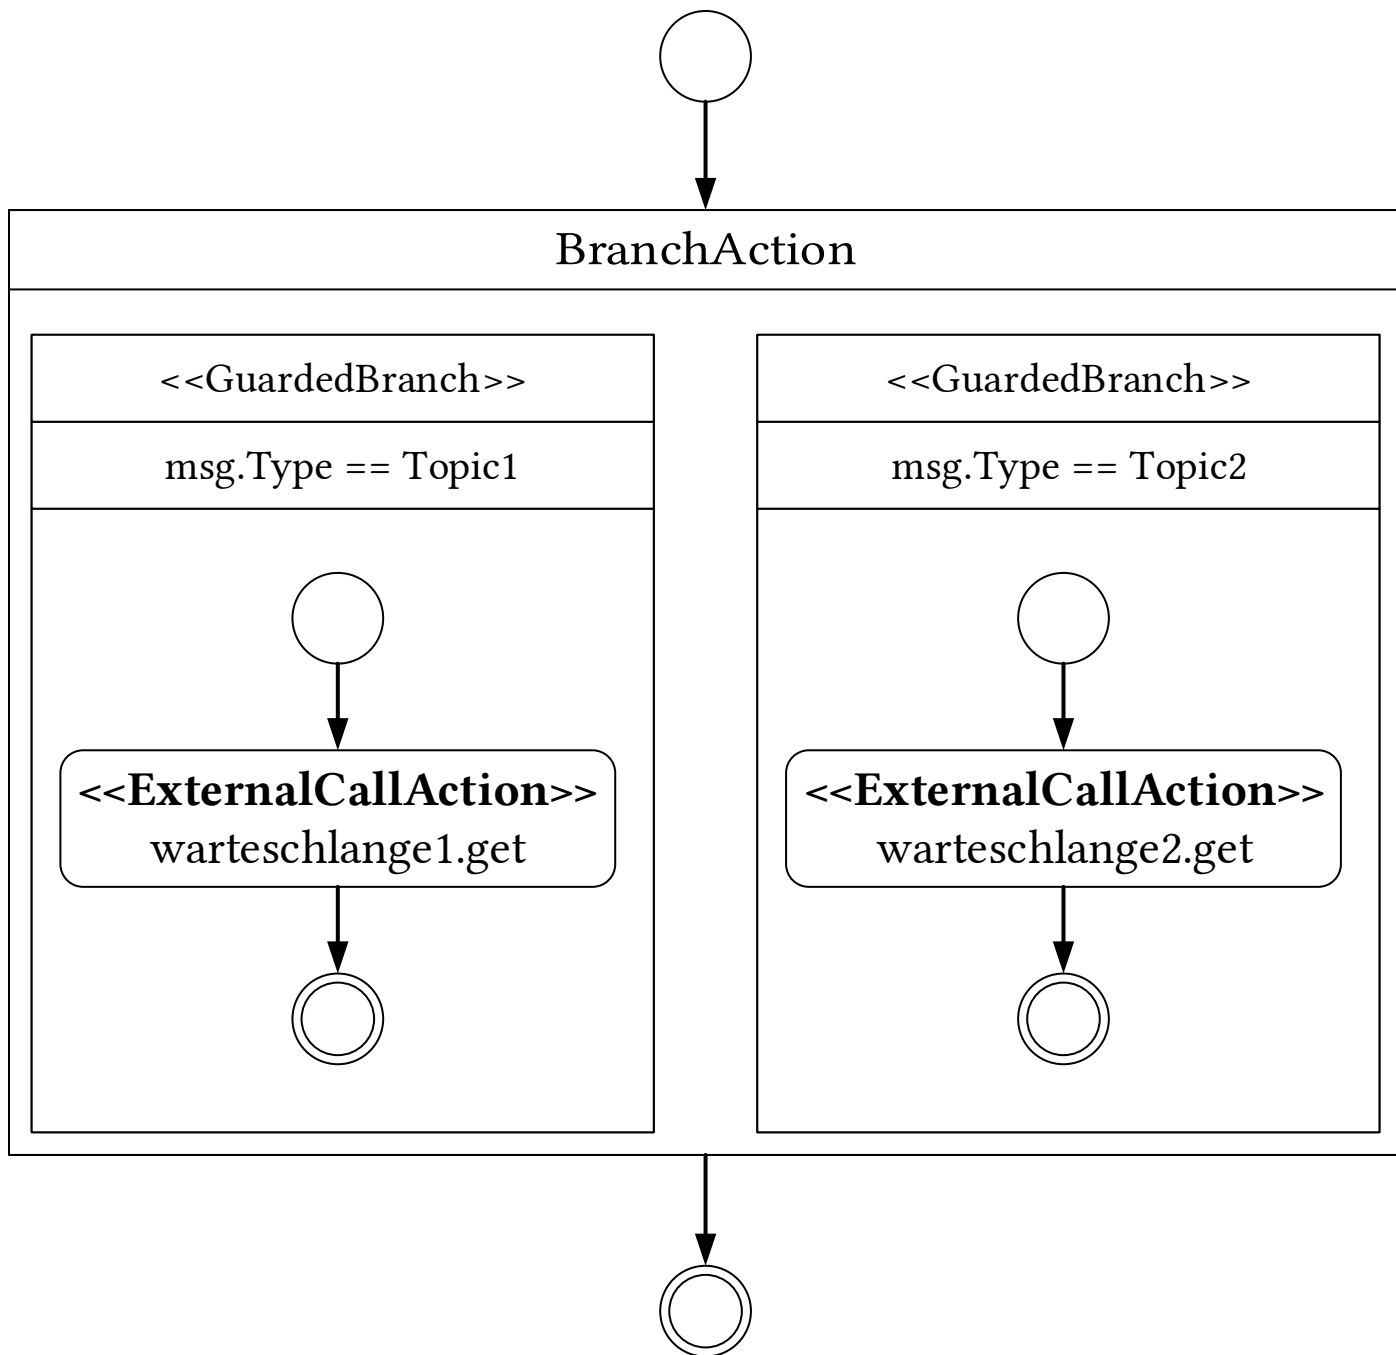 BranchAction
<<GuardedBranch>>
msg.Type == Topic1
<<ExternalCallAction>>
warteschlange1.get
<<GuardedBranch>>
msg.Type == Topic2
<<ExternalCallAction>>
warteschlange2.get